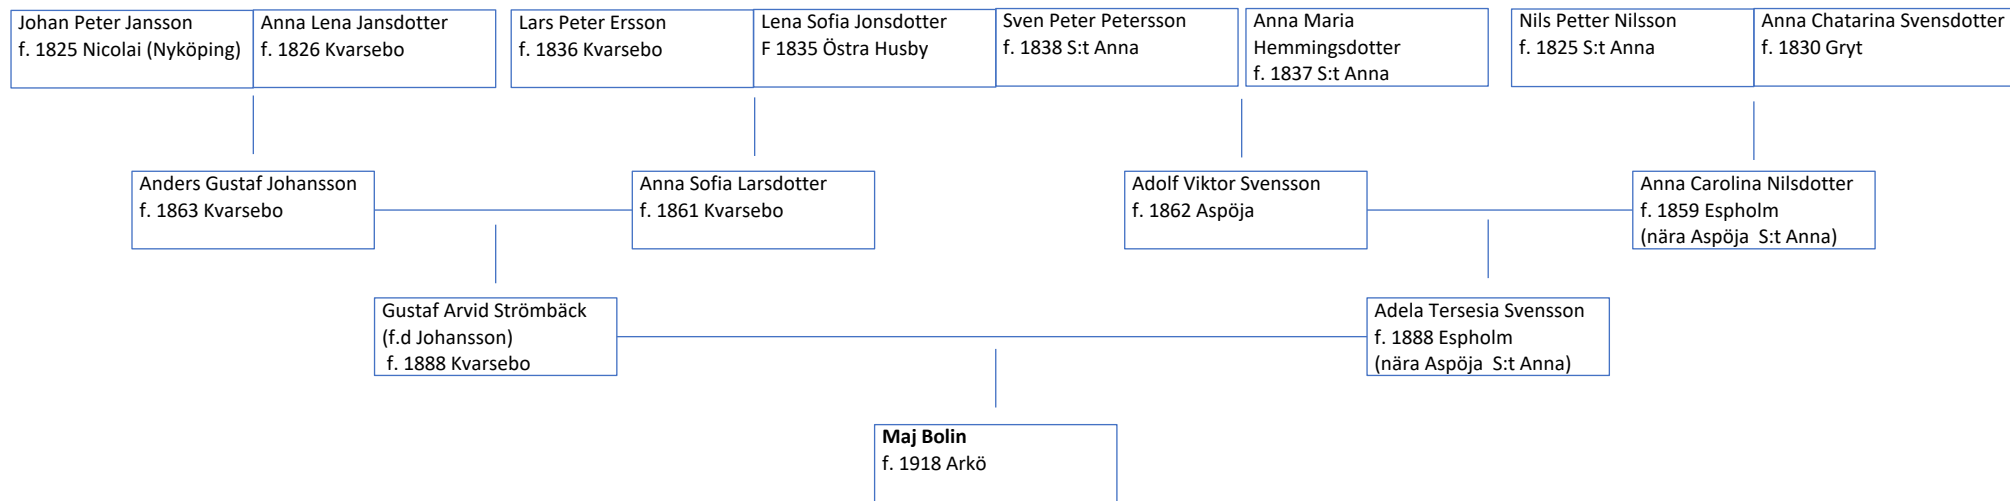 Johan Peter Jansson
f. 1825 Nicolai (Nyköping)
Anna Lena Jansdotter
f. 1826 Kvarsebo
Lars Peter Ersson
f. 1836 Kvarsebo
Lena Sofia Jonsdotter
F 1835 Östra Husby
Sven Peter Petersson
f. 1838 S:t Anna
Anna Maria
Hemmingsdotter
f. 1837 S:t Anna
Nils Petter Nilsson
f. 1825 S:t Anna
Anna Chatarina Svensdotter
f. 1830 Gryt
Anders Gustaf Johansson
f. 1863 Kvarsebo
Anna Sofia Larsdotter
f. 1861 Kvarsebo
Adolf Viktor Svensson
f. 1862 Aspöja
Anna Carolina Nilsdotter
f. 1859 Espholm
(nära Aspöja S:t Anna)
Gustaf Arvid Strömbäck
(f.d Johansson)
f. 1888 Kvarsebo
Adela Tersesia Svensson
f. 1888 Espholm
(nära Aspöja S:t Anna)
Maj Bolin
f. 1918 Arkö